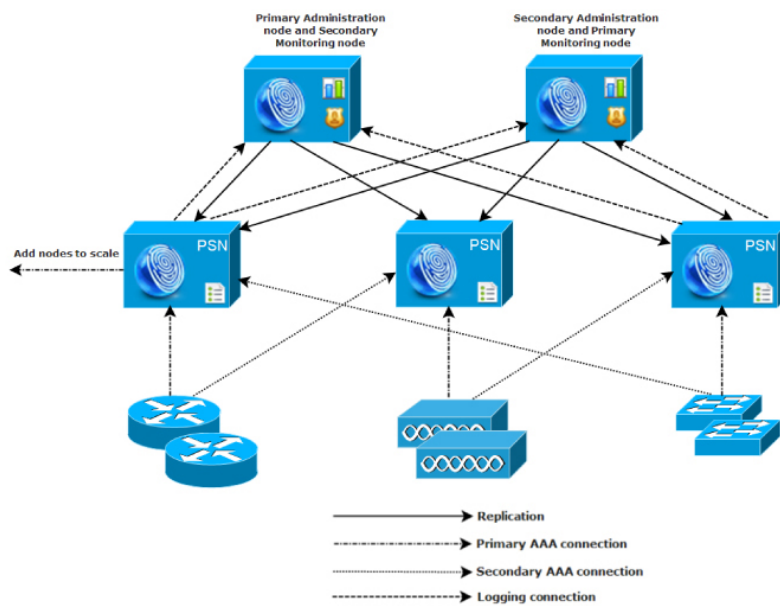 Primary Administration
node and Secondary
Monitoring node
Secondary Administration
node and Primary
Monitoring node
PSN
PSN
PSN
Add nodes to scale
Replication
Primary AAA connection
Secondary AAA connection
Logging connection